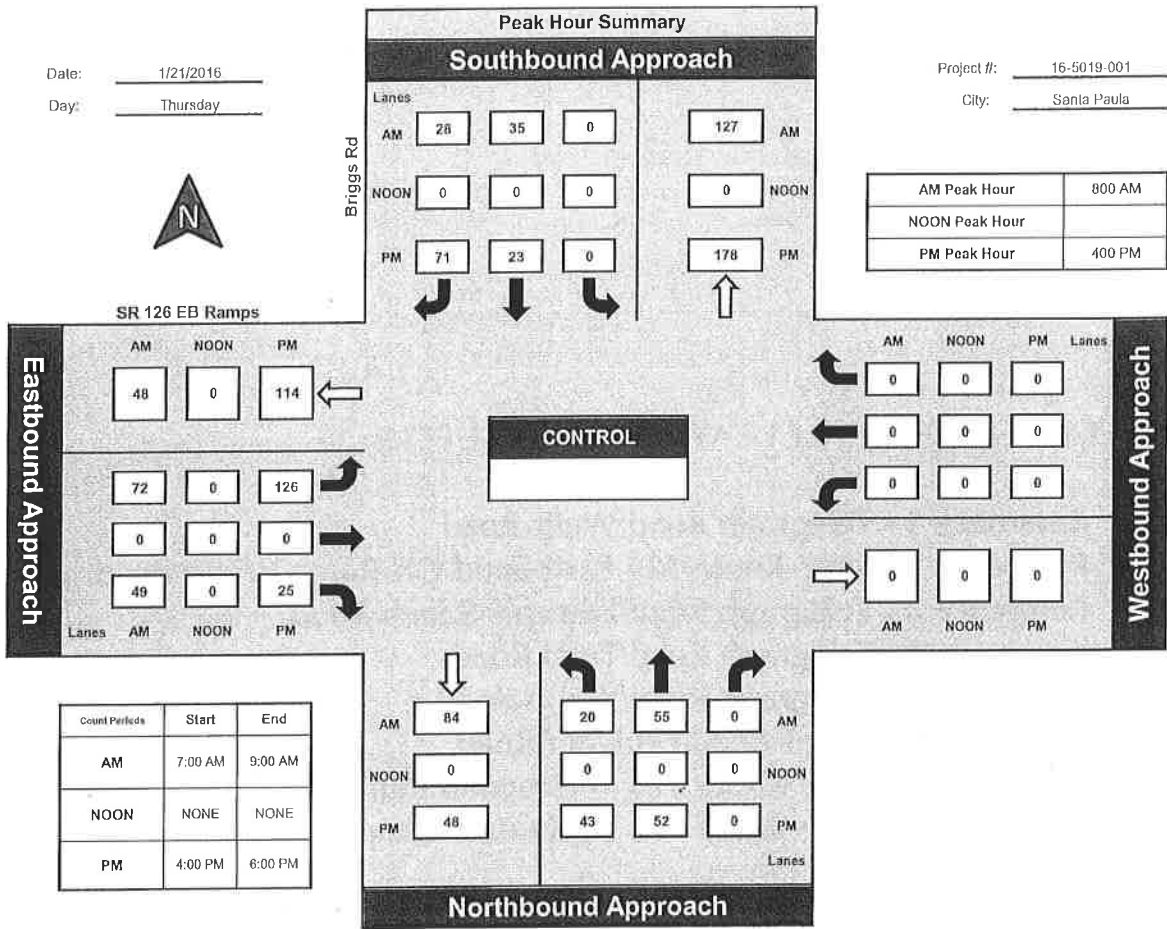 Peak Hour Summary
Southbound Approach
Date: 1/21/2016
Day: Thursday
Project #: 16-5019-001
City: Santa Paula
N
Briggs Rd
Lanes
AM 28 35 0 127 AM
NOON 0 0 0 0 NOON
PM 71 23 0 178 PM
AM Peak Hour 800 AM
NOON Peak Hour
PM Peak Hour 400 PM
SR 126 EB Ramps
Eastbound Approach
AM NOON PM
48 0 114
72 0 126
0 0 0
49 0 25
Lanes AM NOON PM
CONTROL
AM NOON PM Lanes
0 0 0
0 0 0
0 0 0
0 0 0
AM NOON PM
Westbound Approach
Count Periods Start End
AM 7:00 AM 9:00 AM
NOON NONE NONE
PM 4:00 PM 6:00 PM
AM 84 20 55 0 AM
NOON 0 0 0 0 NOON
PM 48 43 52 0 PM
Lanes
Northbound Approach